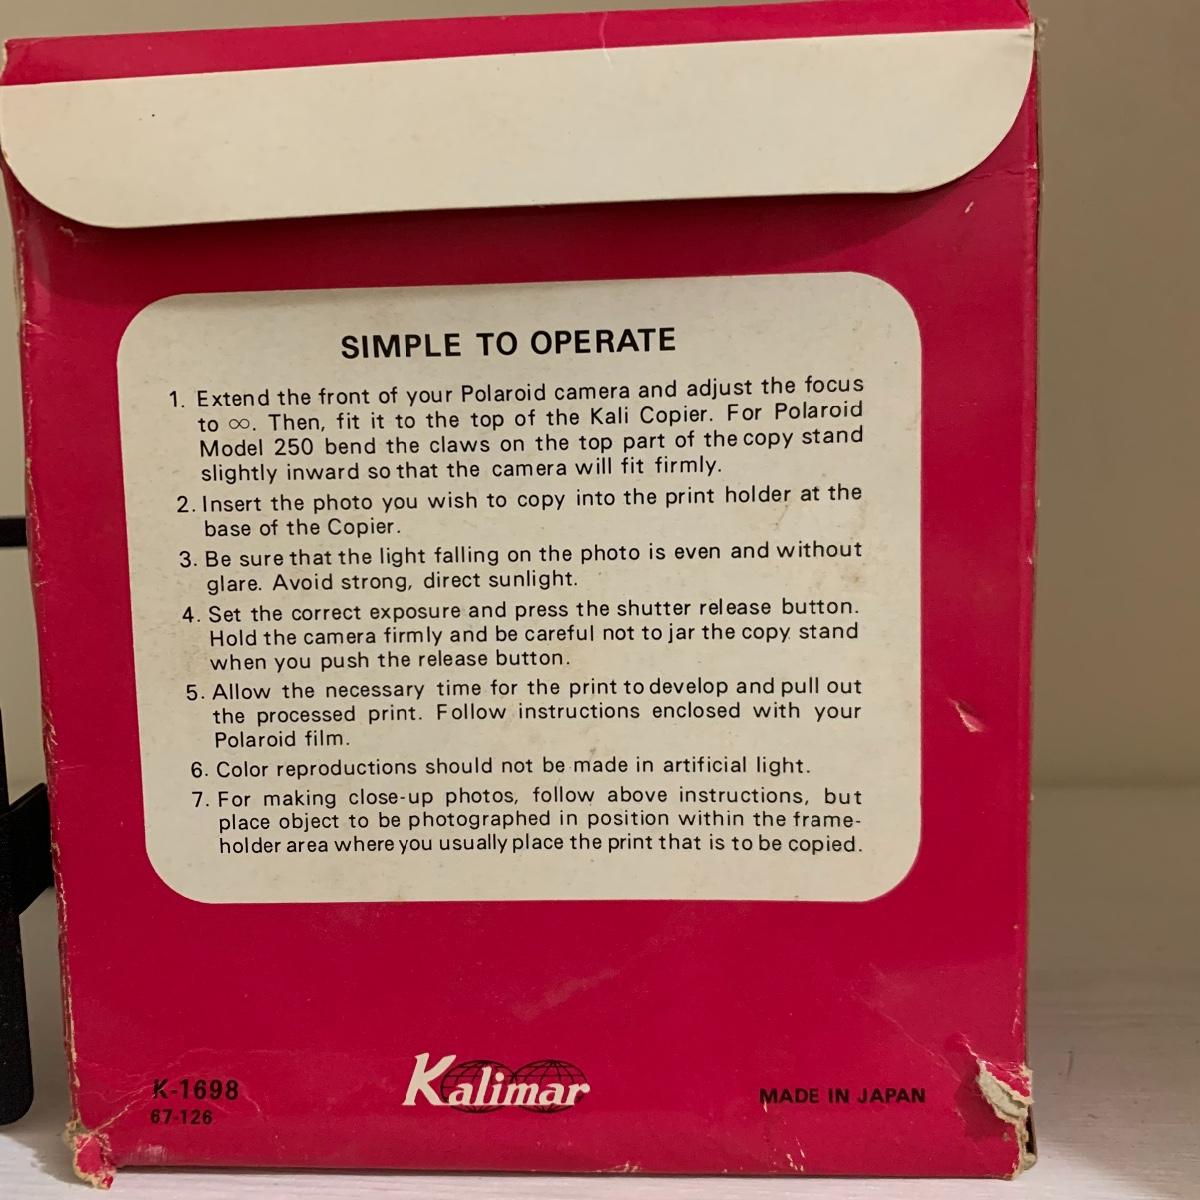 SIMPLE TO OPERATE
1. Extend the front of your Polaroid camera and adjust the focus
to ∞. Then, fit it to the top of the Kali Copier. For Polaroid
Model 250 bend the claws on the top part of the copy stand
slightly inward so that the camera will fit firmly.
2. Insert the photo you wish to copy into the print holder at the
base of the Copier.
3. Be sure that the light falling on the photo is even and without
glare. Avoid strong, direct sunlight.
4. Set the correct exposure and press the shutter release button.
Hold the camera firmly and be careful not to jar the copy stand
when you push the release button.
5. Allow the necessary time for the print to develop and pull out
the processed print. Follow instructions enclosed with your
Polaroid film.
6. Color reproductions should not be made in artificial light.
7. For making close-up photos, follow above instructions, but
place object to be photographed in position within the frame-
holder area where you usually place the print that is to be copied.
K-1698
67-126
Kalimar
MADE IN JAPAN